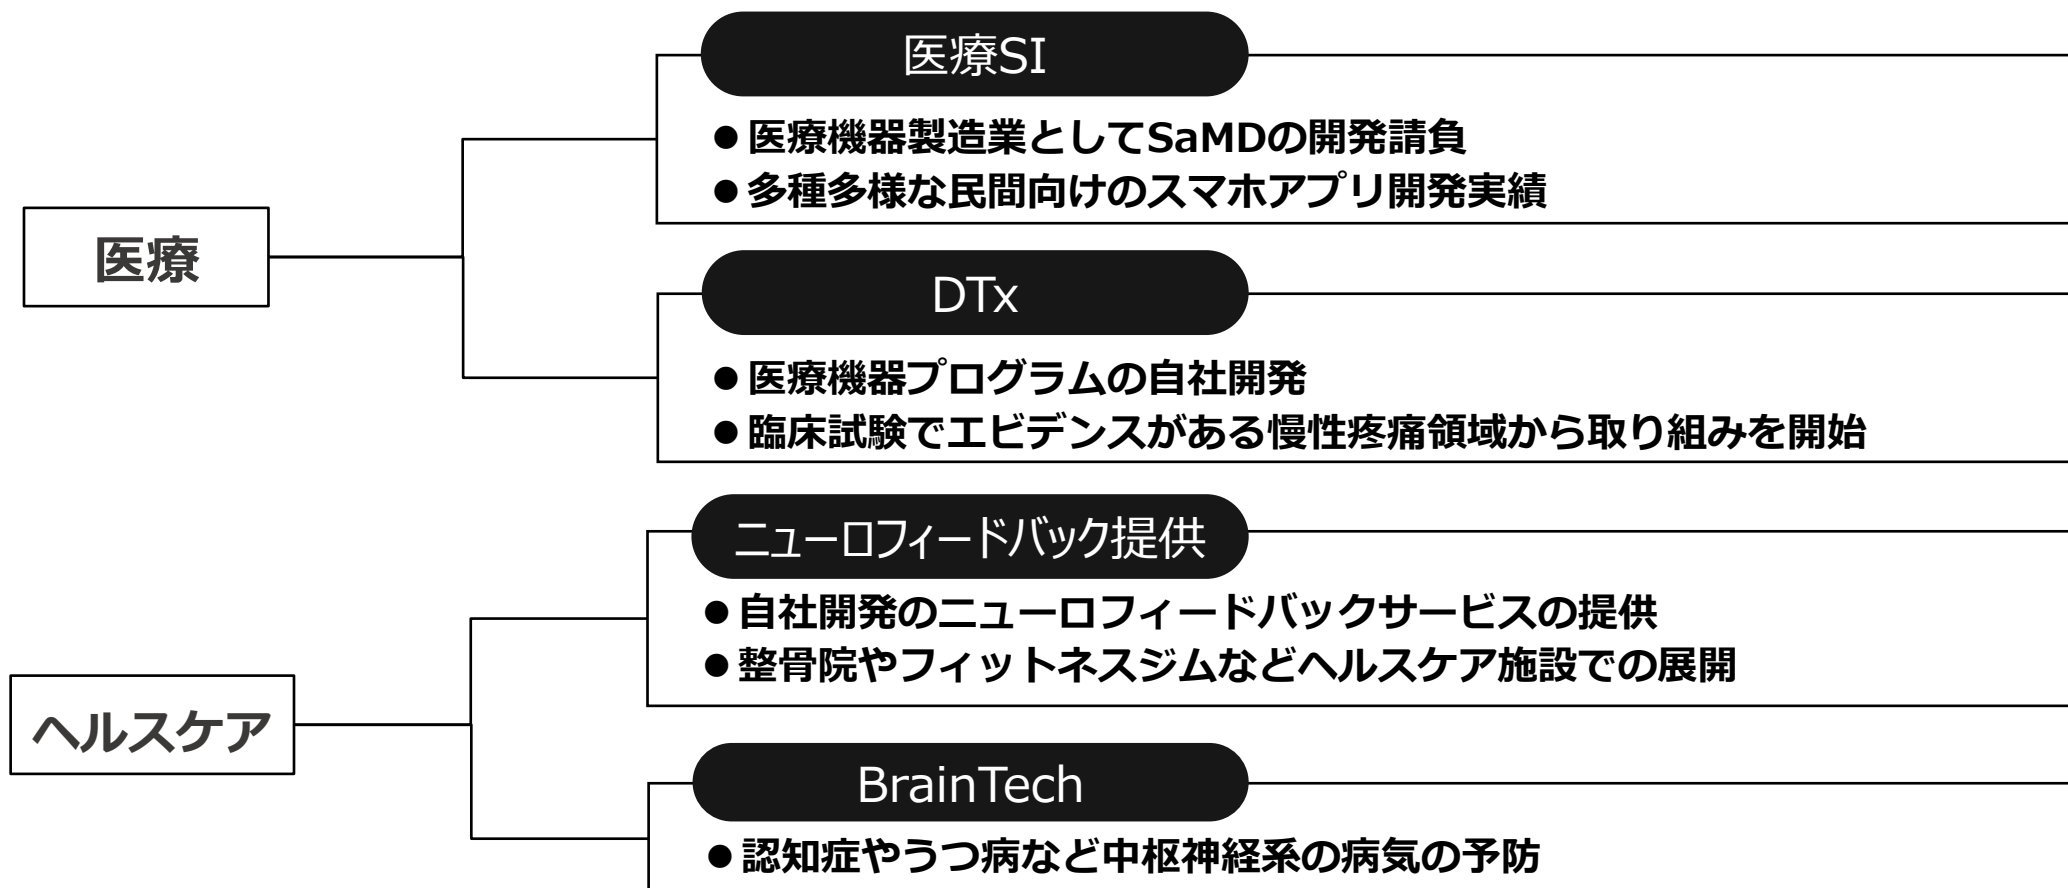 医療
医療SI
●医療機器製造業としてSaMDの開発請負
●多種多様な民間向けのスマホアプリ開発実績
DTx
●医療機器プログラムの自社開発
●臨床試験でエビデンスがある慢性疼痛領域から取り組みを開始
ヘルスケア
ニューロフィードバック提供
●自社開発のニューロフィードバックサービスの提供
●整骨院やフィットネスジムなどヘルスケア施設での展開
BrainTech
●認知症やうつ病など中枢神経系の病気の予防